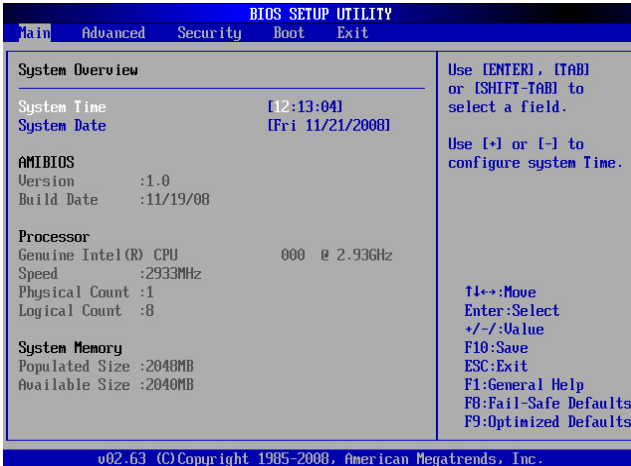 BIOS SETUP UTILITY
Main Advanced Security Boot Exit
System Overview
System Time [12:13:04]
System Date [Fri 11/21/2008]
AMIBIOS
Version :1.0
Build Date :11/19/08
Processor
Genuine Intel(R) CPU 000 @ 2.93GHz
Speed :2933MHz
Physical Count :1
Logical Count :8
System Memory
Populated Size :2048MB
Available Size :2040MB
Use [ENTER], [TAB]
or [SHIFT-TAB] to
select a field.
Use [+] or [-] to
configure system Time.
↑↓↔:Move
Enter:Select
+/-/:Value
F10:Save
ESC:Exit
F1:General Help
F8:Fail-Safe Defaults
F9:Optimized Defaults
v02.63 (C)Copyright 1985-2008, American Megatrends, Inc.